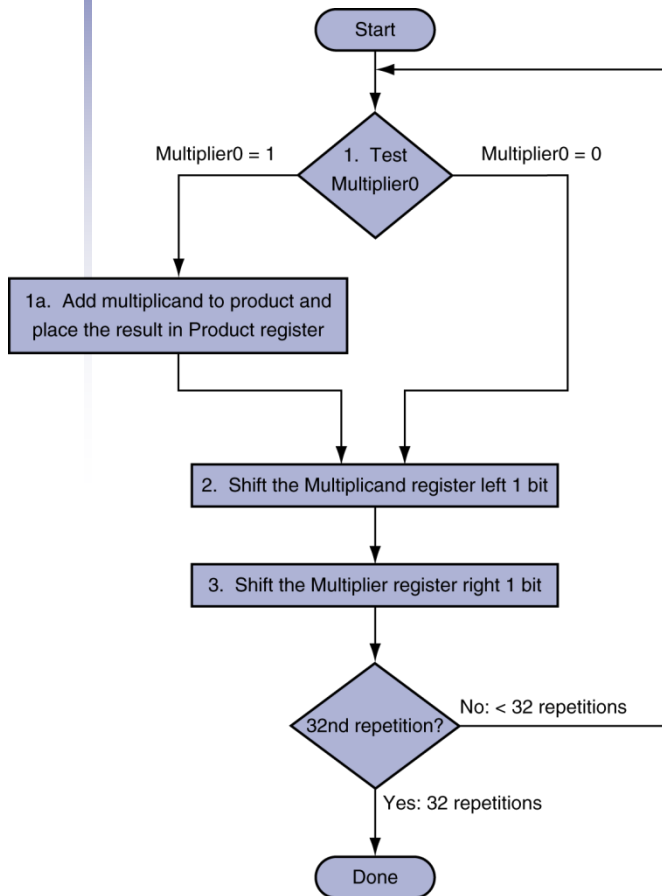 Start
Multiplier0 = 1
1. Test
Multiplier0
Multiplier0 = 0
1a. Add multiplicand to product and
place the result in Product register
2. Shift the Multiplicand register left 1 bit
3. Shift the Multiplier register right 1 bit
32nd repetition?
No: < 32 repetitions
Yes: 32 repetitions
Done